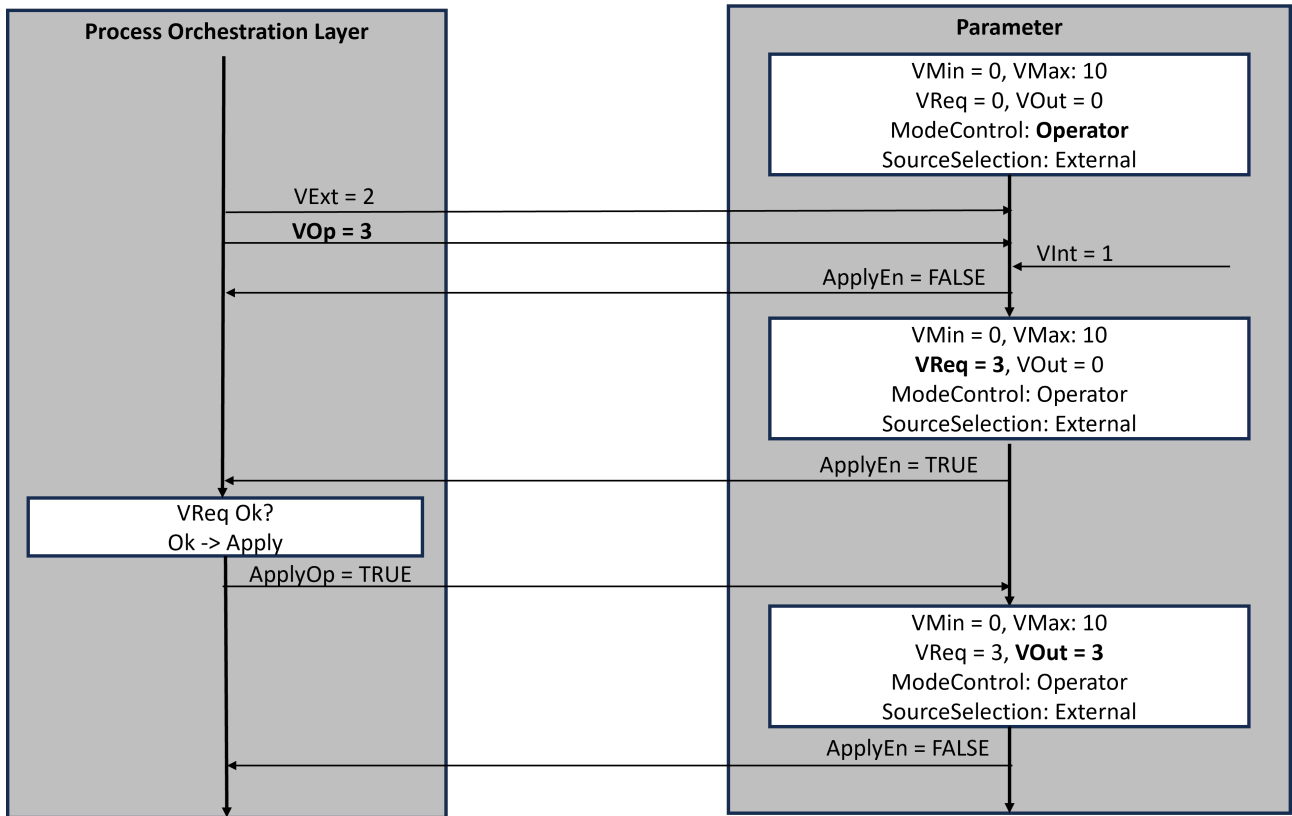 Process Orchestration Layer
Parameter
VMin = 0, VMax: 10
VReq = 0, VOut = 0
ModeControl: Operator
SourceSelection: External
VExt = 2
VOp = 3
VInt = 1
ApplyEn = FALSE
VMin = 0, VMax: 10
VReq = 3, VOut = 0
ModeControl: Operator
SourceSelection: External
ApplyEn = TRUE
VReq Ok?
Ok -> Apply
ApplyOp = TRUE
VMin = 0, VMax: 10
VReq = 3, VOut = 3
ModeControl: Operator
SourceSelection: External
ApplyEn = FALSE